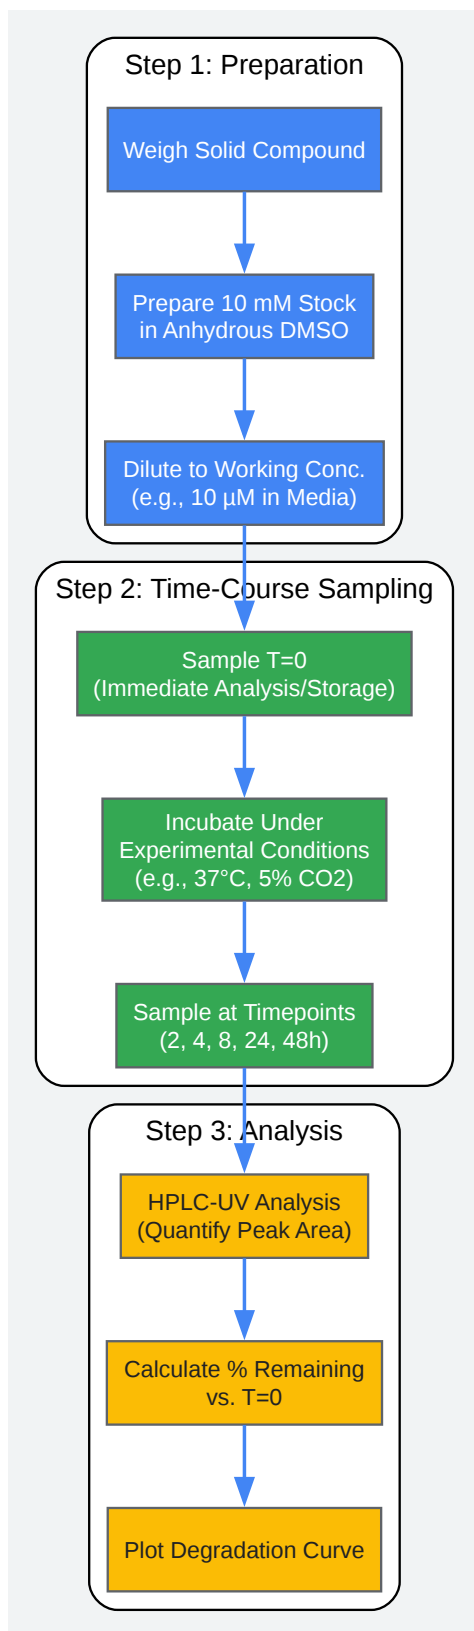 Step 1: Preparation
Weigh Solid Compound
Prepare 10 mM Stock
in Anhydrous DMSO
Dilute to Working Conc.
(e.g., 10 µM in Media)
Step 2: Time-Course Sampling
Sample T=0
(Immediate Analysis/Storage)
Incubate Under
Experimental Conditions
(e.g., 37°C, 5% CO2)
Sample at Timepoints
(2, 4, 8, 24, 48h)
Step 3: Analysis
HPLC-UV Analysis
(Quantify Peak Area)
Calculate % Remaining
vs. T=0
Plot Degradation Curve